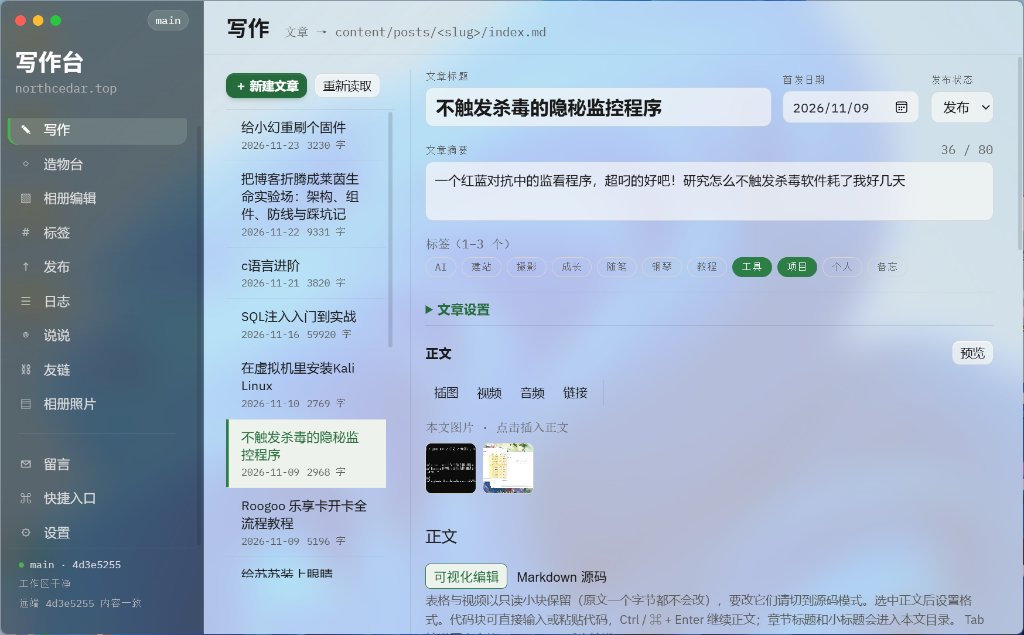 main
写作台
northcedar.top
写作
造物台
相册编辑
# 标签
↑ 发布
日志
说说
友链
相册照片
留言
⌘ 快捷入口
设置
main · 4d3e5255
工作区干净
远端 4d3e5255 内容一致
写作 文章 → content/posts/<slug>/index.md
+ 新建文章
重新读取
给小幻重刷个固件
2026-11-23 3230 字
把博客折腾成莱茵生
命实验场：架构、组
件、防线与踩坑记
2026-11-22 9331 字
c语言进阶
2026-11-21 3820 字
SQL注入入门到实战
2026-11-16 59920 字
在虚拟机里安装Kali
Linux
2026-11-10 2769 字
不触发杀毒的隐秘监
控程序
2026-11-09 2968 字
Roogoo 乐享卡开卡全
流程教程
2026-11-09 5196 字
给苏苏装上眼睛
文章标题
不触发杀毒的隐秘监控程序
首发日期
2026/11/09
发布状态
发布
文章摘要
36 / 80
一个红蓝对抗中的监看程序，超叼的好吧！研究怎么不触发杀毒软件耗了我好几天
标签（1-3 个）
AI 建站 摄影 成长 随笔 钢琴 教程 工具 项目 个人 备忘
▶ 文章设置
正文
预览
插图 视频 音频 链接
本文图片 · 点击插入正文
正文
可视化编辑 Markdown 源码
表格与视频以只读小块保留（原文一个字节都不会改），要改它们请切到源码模式。选中正文后设置格
式。代码块可直接输入或粘贴代码，Ctrl / ⌘ + Enter 继续正文；章节标题和小标题会进入本文目录。 Tab